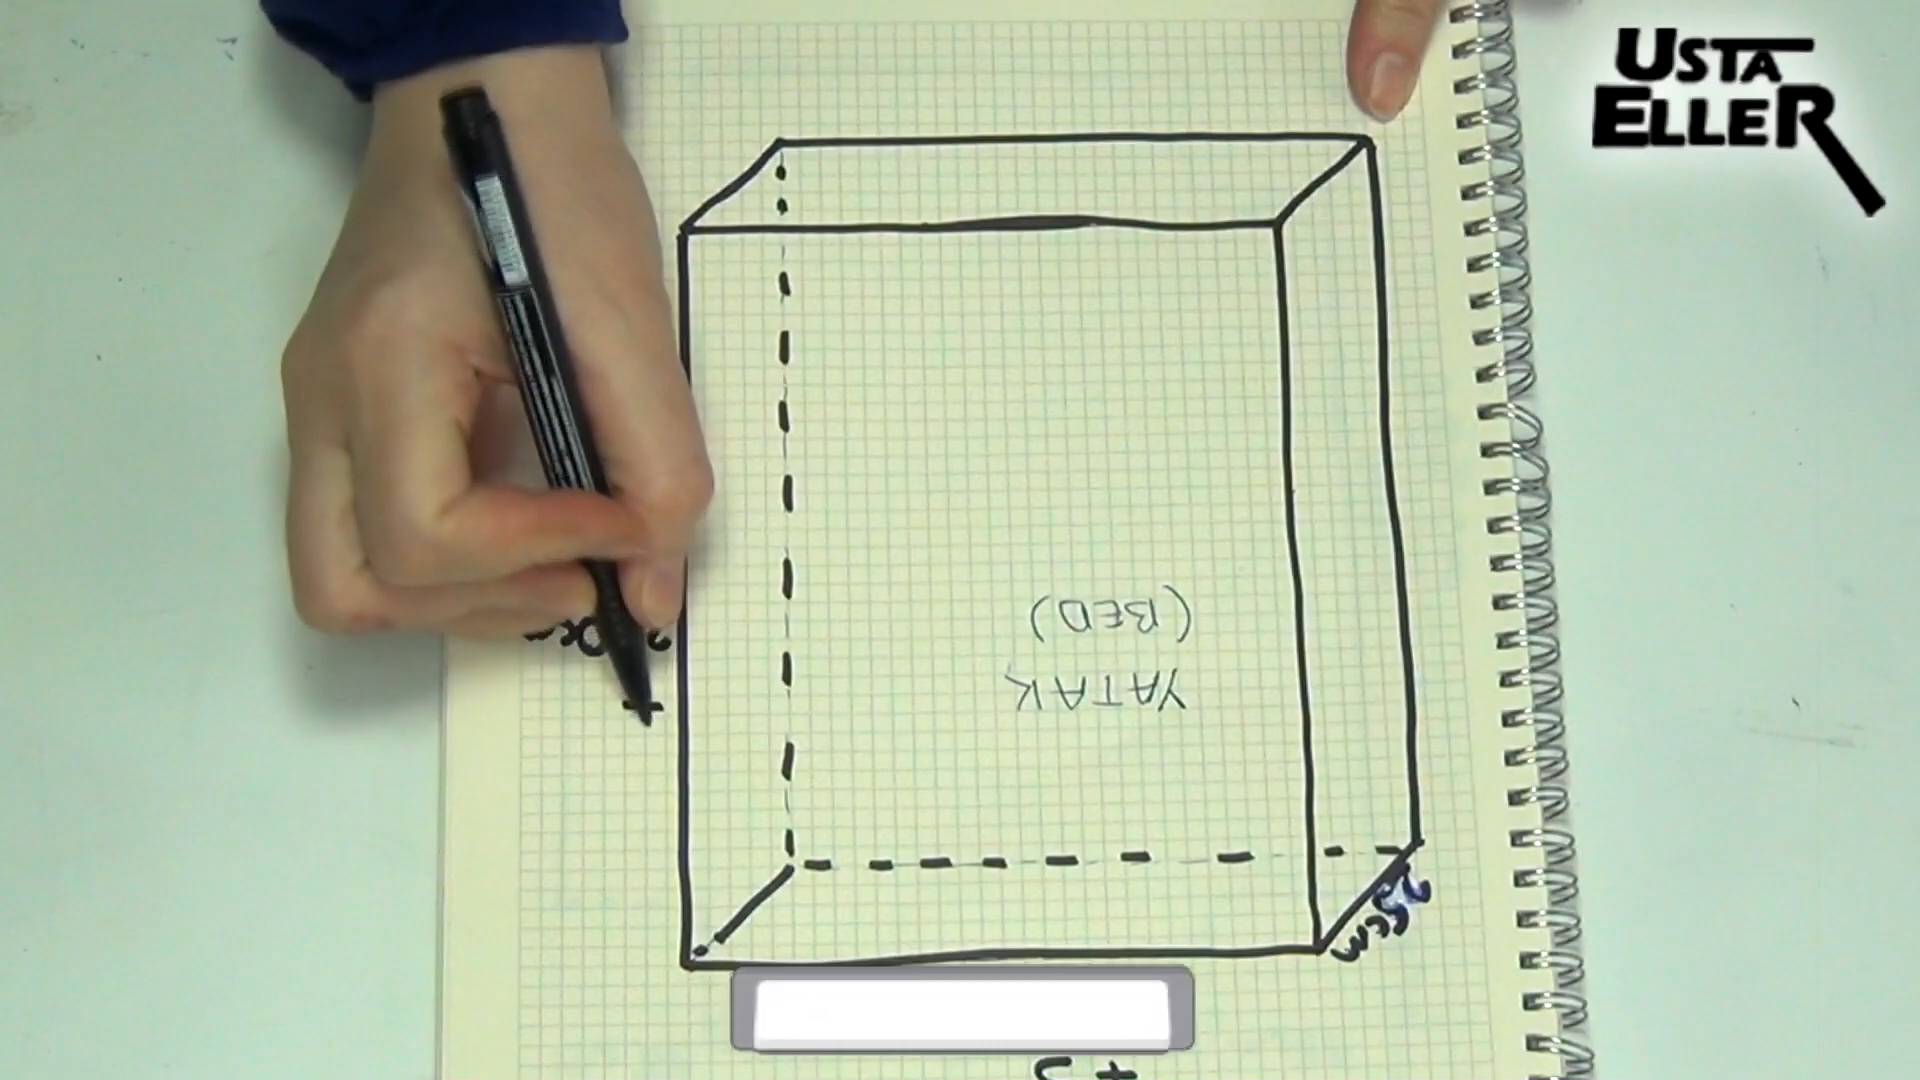 USTA
ELLER
YATAK
(BED)
25cm
+
+